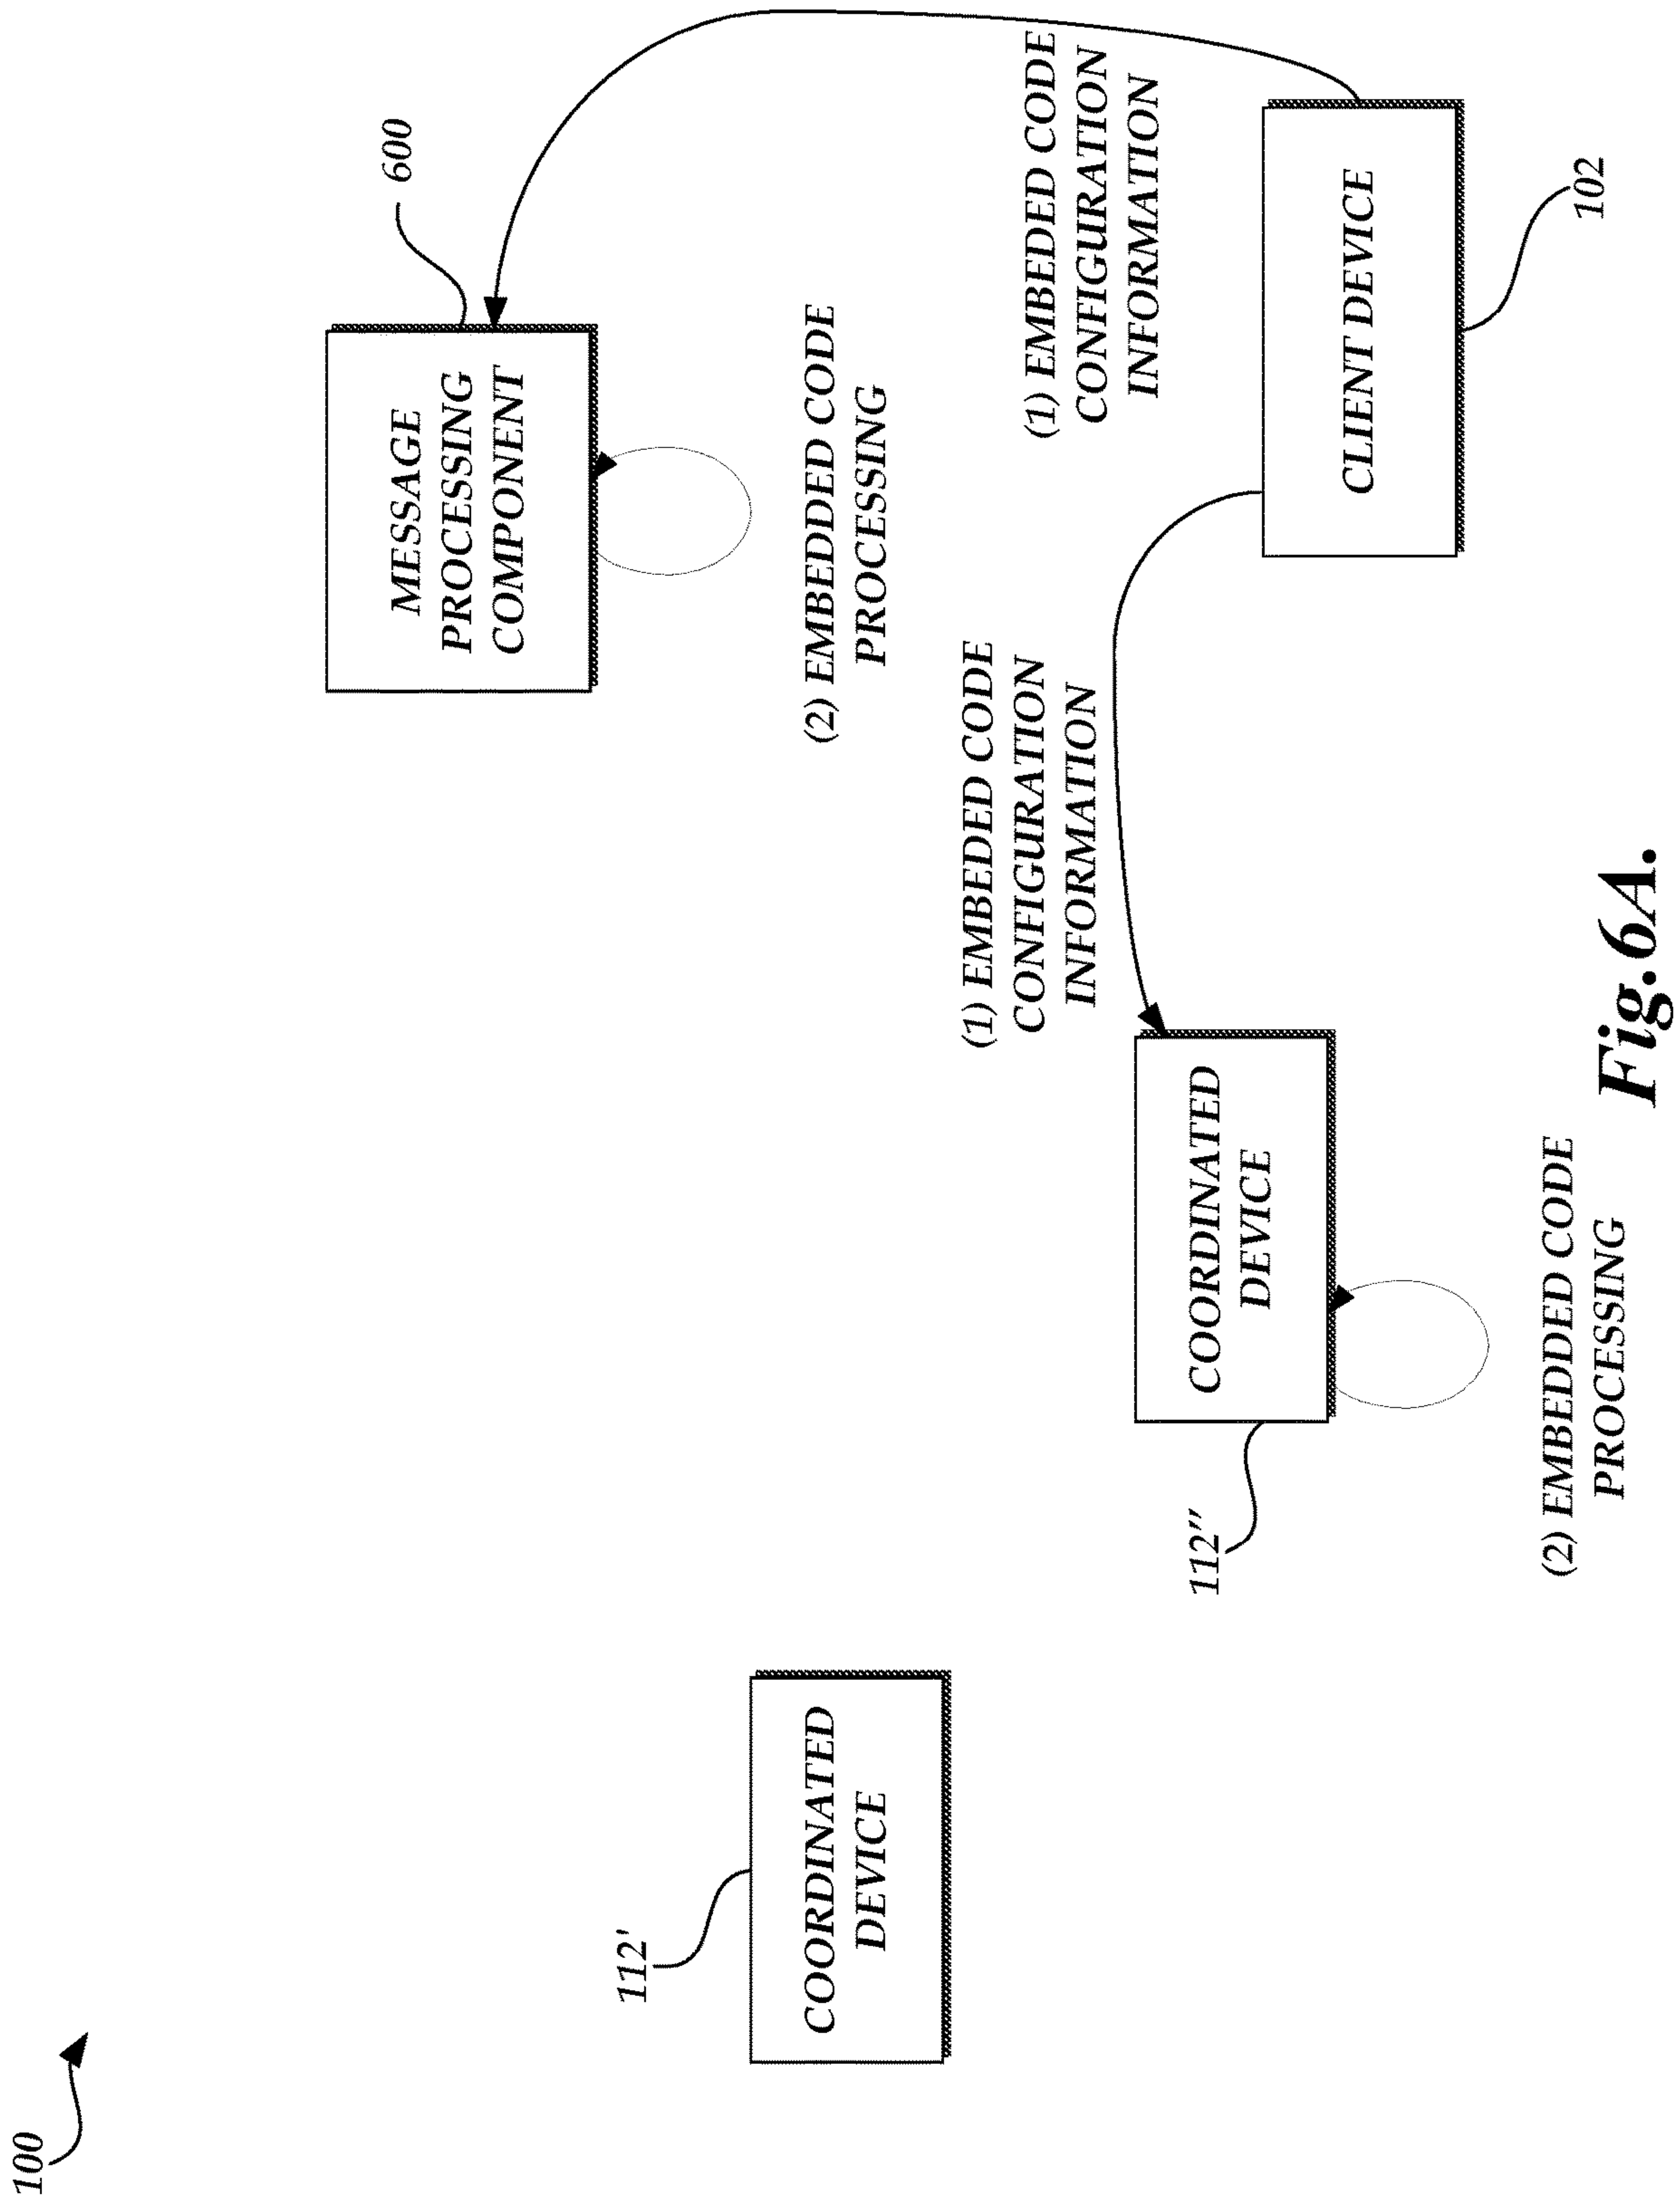 100
112'
COORDINATED
DEVICE
112"
COORDINATED
DEVICE
(2) EMBEDDED CODE
PROCESSING
(1) EMBEDED CODE
CONFIGURATION
INFORMATION
600
MESSAGE
PROCESSING
COMPONENT
(2) EMBEDDED CODE
PROCESSING
(1) EMBEDED CODE
CONFIGURATION
INFORMATION
CLIENT DEVICE
102
Fig.6A.